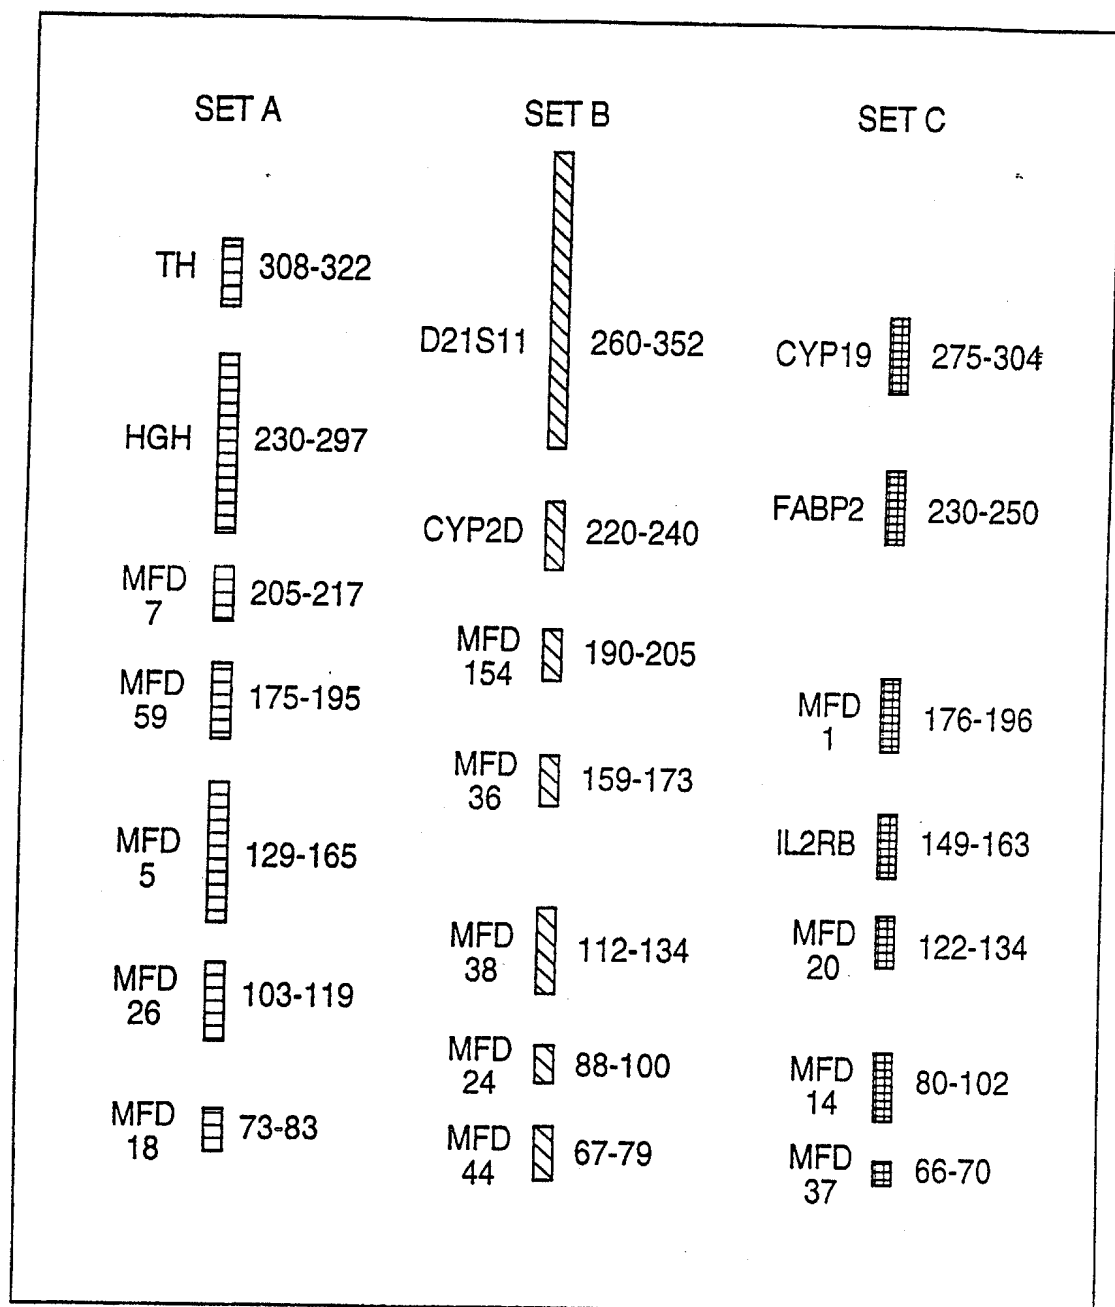 SET A
TH 308-322
HGH 230-297
MFD
7 205-217
MFD
59 175-195
MFD
5 129-165
MFD
26 103-119
MFD
18 73-83
SET B
D21S11 260-352
CYP2D 220-240
MFD
154 190-205
MFD
36 159-173
MFD
38 112-134
MFD
24 88-100
MFD
44 67-79
SET C
CYP19 275-304
FABP2 230-250
MFD
1 176-196
IL2RB 149-163
MFD
20 122-134
MFD
14 80-102
MFD
37 66-70